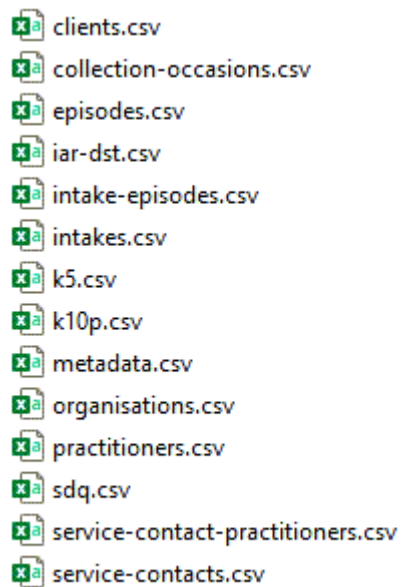 clients.csv
collection-occasions.csv
episodes.csv
iar-dst.csv
intake-episodes.csv
intakes.csv
k5.csv
k10p.csv
metadata.csv
organisations.csv
practitioners.csv
sdq.csv
service-contact-practitioners.csv
service-contacts.csv